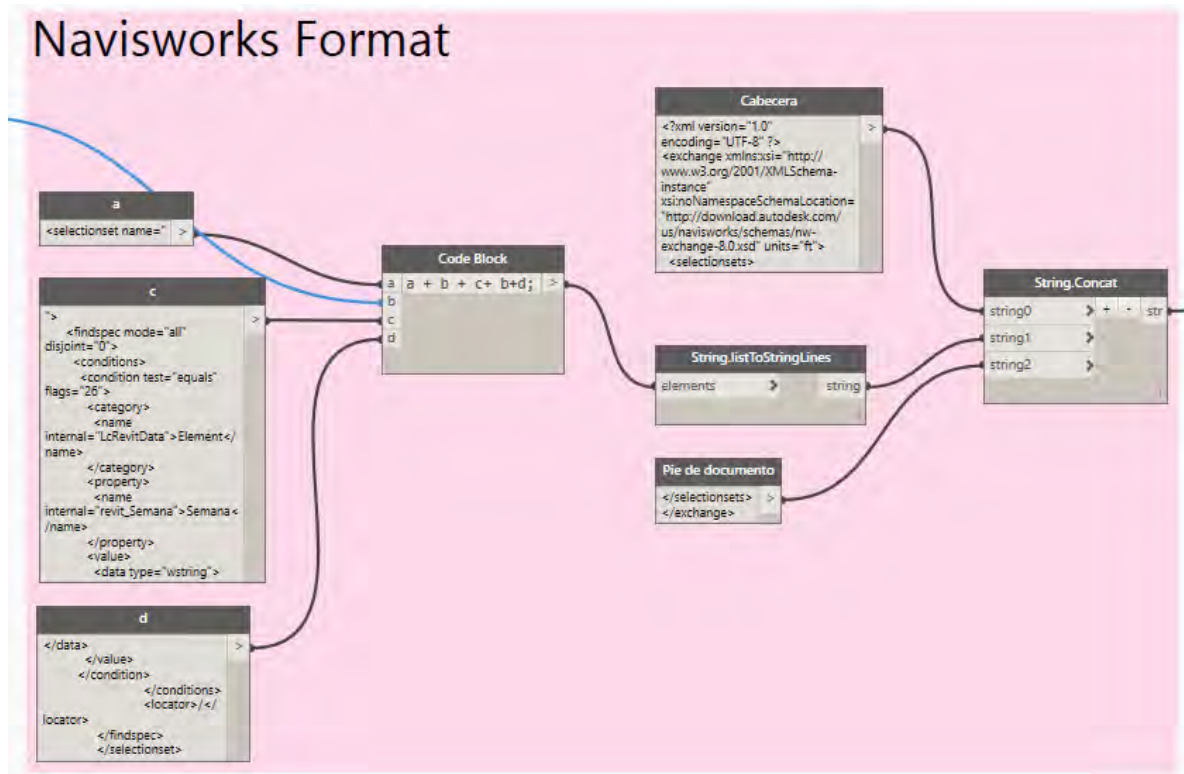 Navisworks Format
a
<selectionset name="
>
c
">
<findspec mode="all"
disjoint="0">
<conditions>
<condition test="equals"
flags="26">
<category>
<name
internal="LcRevitData">Element</
name>
</category>
<property>
<name
internal="revit_Semana">Semana<
/name>
</property>
<value>
<data type="wstring">
>
d
</data>
</value>
</condition>
</conditions>
<locator>/</
locator>
</findspec>
</selectionset>
>
Code Block
a a + b + c+ b+d; >
b
c
d
Cabecera
<?xml version="1.0"
encoding="UTF-8" ?>
<exchange xmlns:xsi="http://
www.w3.org/2001/XMLSchema-
instance"
xsi:noNamespaceSchemaLocation=
"http://download.autodesk.com/
us/navisworks/schemas/nw-
exchange-8.0.xsd" units="ft">
<selectionsets>
>
String.listToStringLines
elements > string
Pie de documento
</selectionsets>
</exchange>
>
String.Concat
string0 > + - str
string1 >
string2 >